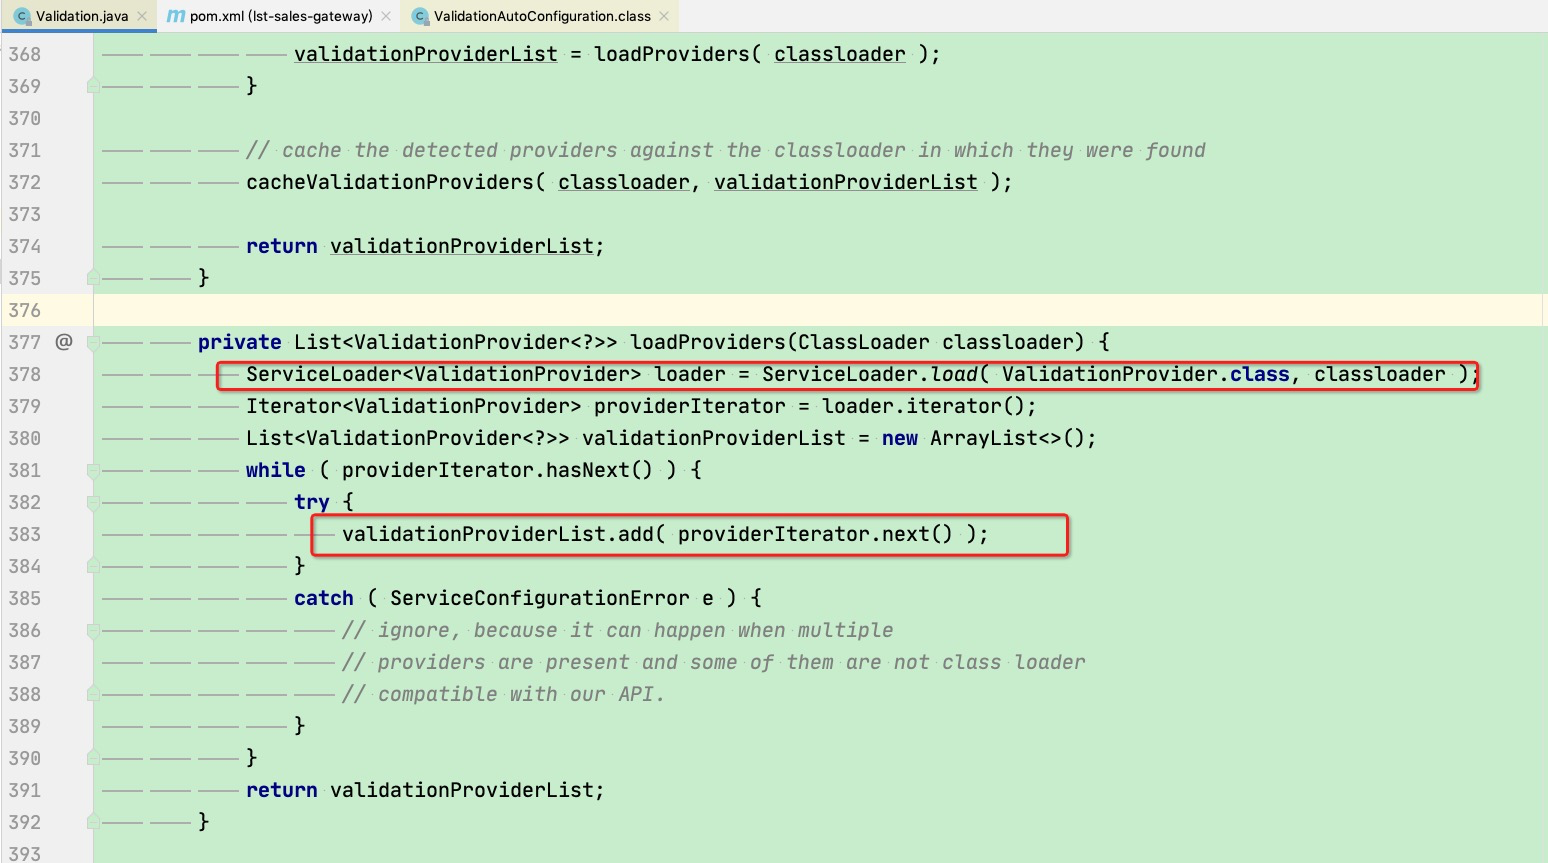 Validation.java
pom.xml (lst-sales-gateway)
ValidationAutoConfiguration.class
368 validationProviderList = loadProviders( classloader );
369 }
370
371 // cache the detected providers against the classloader in which they were found
372 cacheValidationProviders( classloader, validationProviderList );
373
374 return validationProviderList;
375 }
376
377 @ private List<ValidationProvider<?>> loadProviders(ClassLoader classloader) {
378 ServiceLoader<ValidationProvider> loader = ServiceLoader.load( ValidationProvider.class, classloader );
379 Iterator<ValidationProvider> providerIterator = loader.iterator();
380 List<ValidationProvider<?>> validationProviderList = new ArrayList<>();
381 while ( providerIterator.hasNext() ) {
382 try {
383 validationProviderList.add( providerIterator.next() );
384 }
385 catch ( ServiceConfigurationError e ) {
386 // ignore, because it can happen when multiple
387 // providers are present and some of them are not class loader
388 // compatible with our API.
389 }
390 }
391 return validationProviderList;
392 }
393